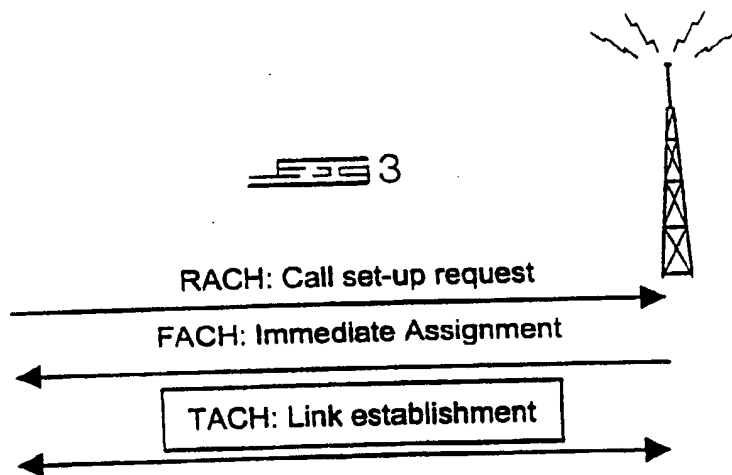 3
RACH: Call set-up request
FACH: Immediate Assignment
TACH: Link establishment